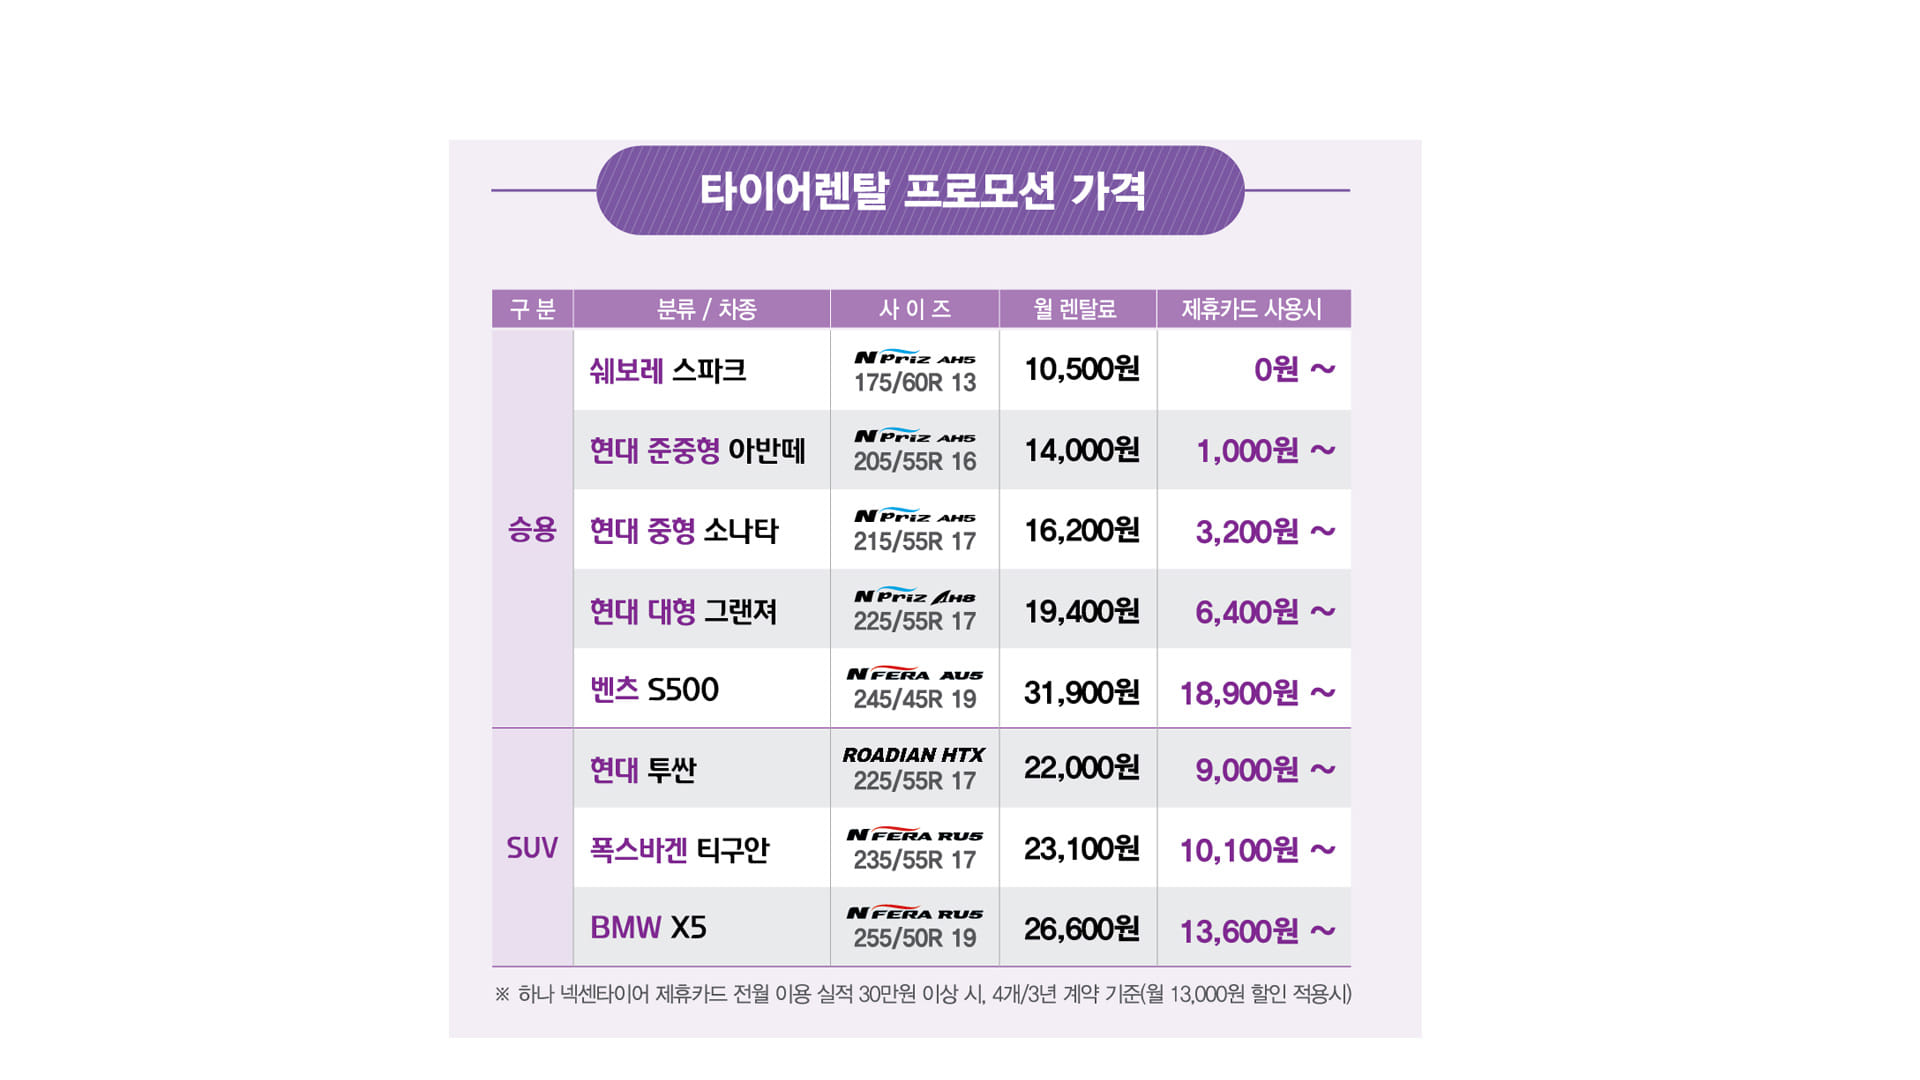 타이어렌탈 프로모션 가격
구 분 분류 / 차종 사 이 즈 월 렌탈료 제휴카드 사용시
승용
쉐보레 스파크 N Priz AH5 175/60R 13 10,500원 0원 ~
현대 준중형 아반떼 N Priz AH5 205/55R 16 14,000원 1,000원 ~
현대 중형 소나타 N Priz AH5 215/55R 17 16,200원 3,200원 ~
현대 대형 그랜져 N Priz AH8 225/55R 17 19,400원 6,400원 ~
벤츠 S500 N FERA AU5 245/45R 19 31,900원 18,900원 ~
SUV
현대 투싼 ROADIAN HTX 225/55R 17 22,000원 9,000원 ~
폭스바겐 티구안 N FERA RU5 235/55R 17 23,100원 10,100원 ~
BMW X5 N FERA RU5 255/50R 19 26,600원 13,600원 ~
※ 하나 넥센타이어 제휴카드 전월 이용 실적 30만원 이상 시, 4개/3년 계약 기준(월 13,000원 할인 적용시)